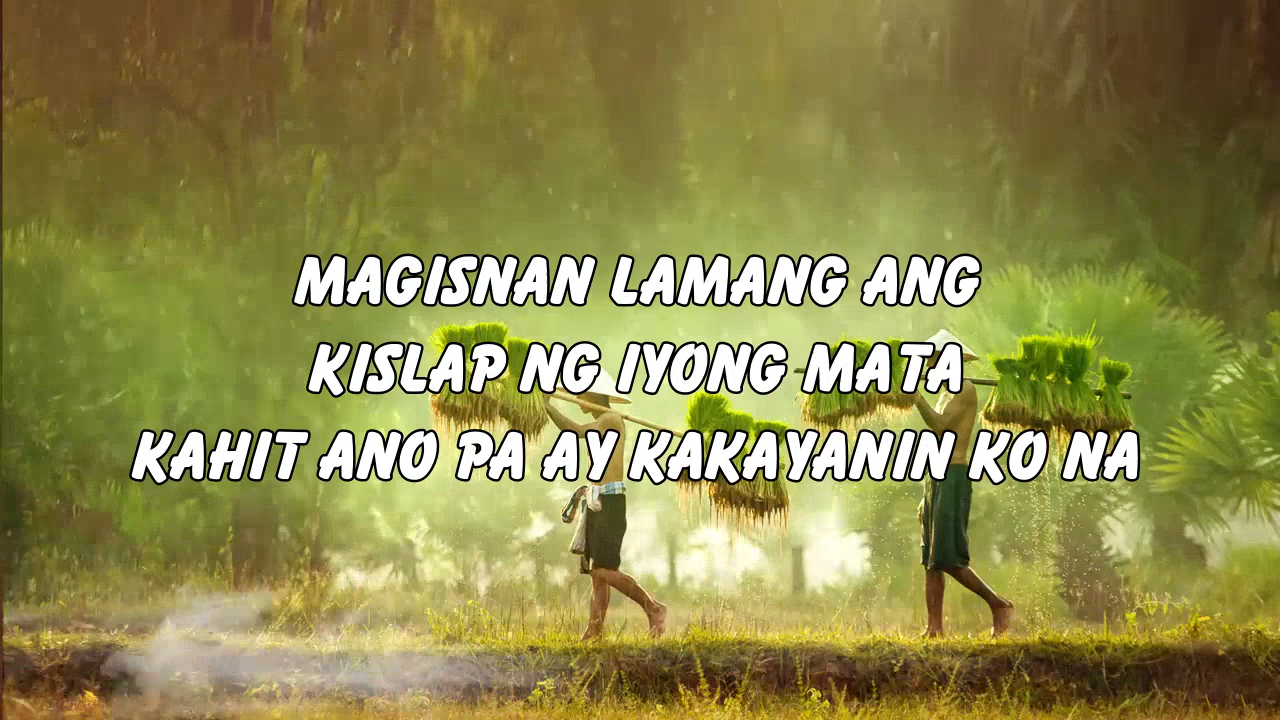 MAGISNAN LAMANG ANG
KISLAP NG IYONG MATA
KAHIT ANO PA AY KAKAYANIN KO NA